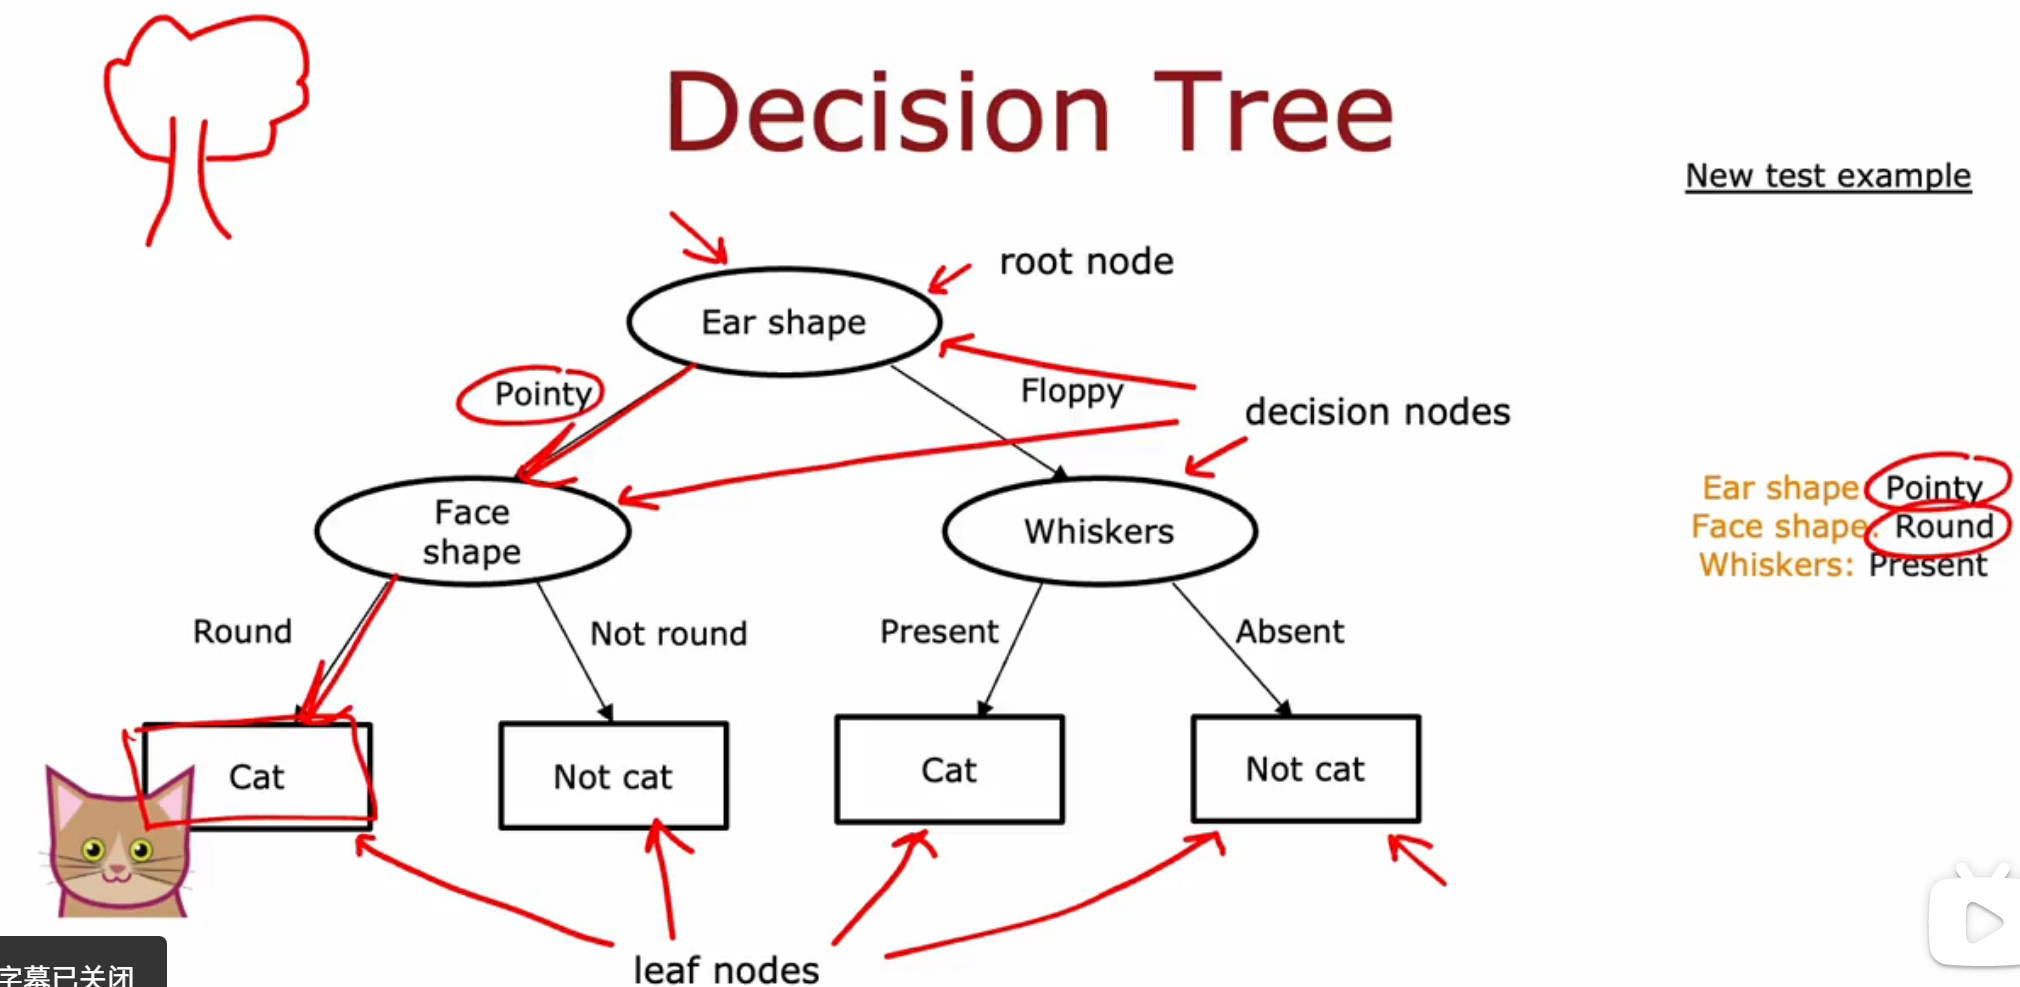 Decision Tree
New test example
root node
Ear shape
Pointy
Floppy
decision nodes
Ear shape: Pointy
Face shape: Round
Whiskers: Present
Face
shape
Whiskers
Round
Not round
Present
Absent
Cat
Not cat
Cat
Not cat
leaf nodes
字幕已关闭